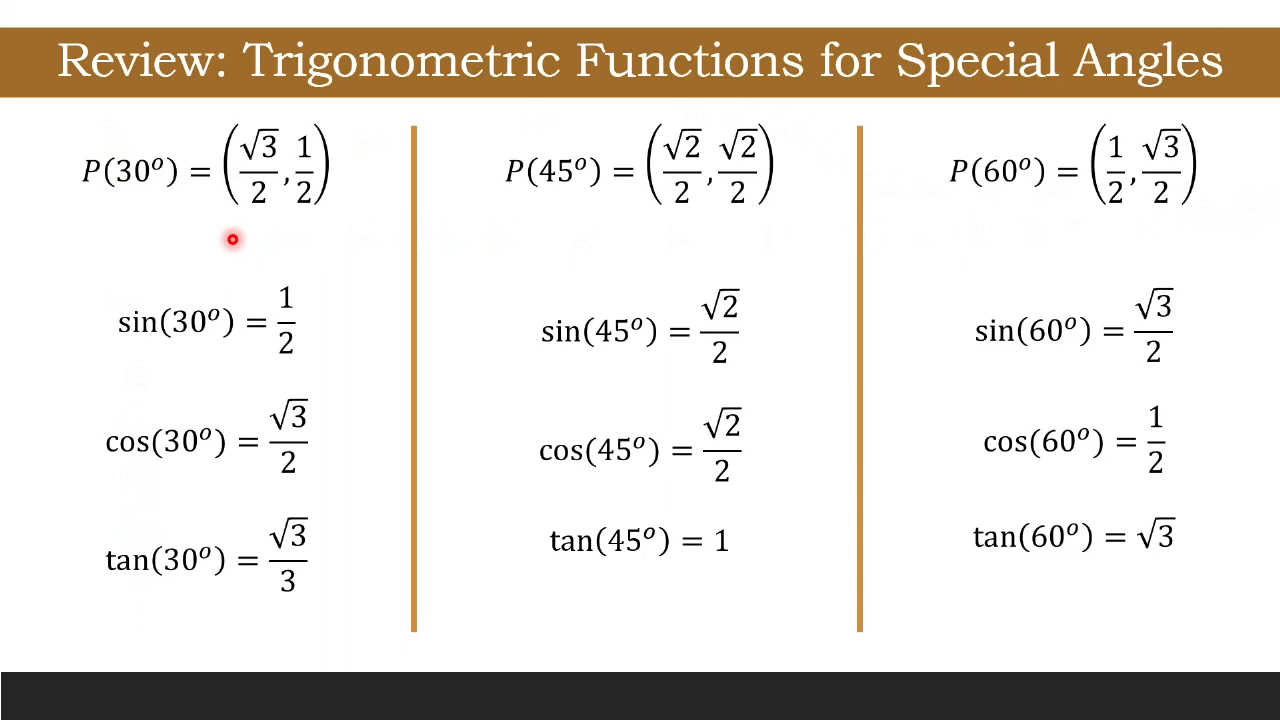 Review: Trigonometric Functions for Special Angles
P(30°) = (√3/2, 1/2)
sin(30°) = 1/2
cos(30°) = √3/2
tan(30°) = √3/3
P(45°) = (√2/2, √2/2)
sin(45°) = √2/2
cos(45°) = √2/2
tan(45°) = 1
P(60°) = (1/2, √3/2)
sin(60°) = √3/2
cos(60°) = 1/2
tan(60°) = √3